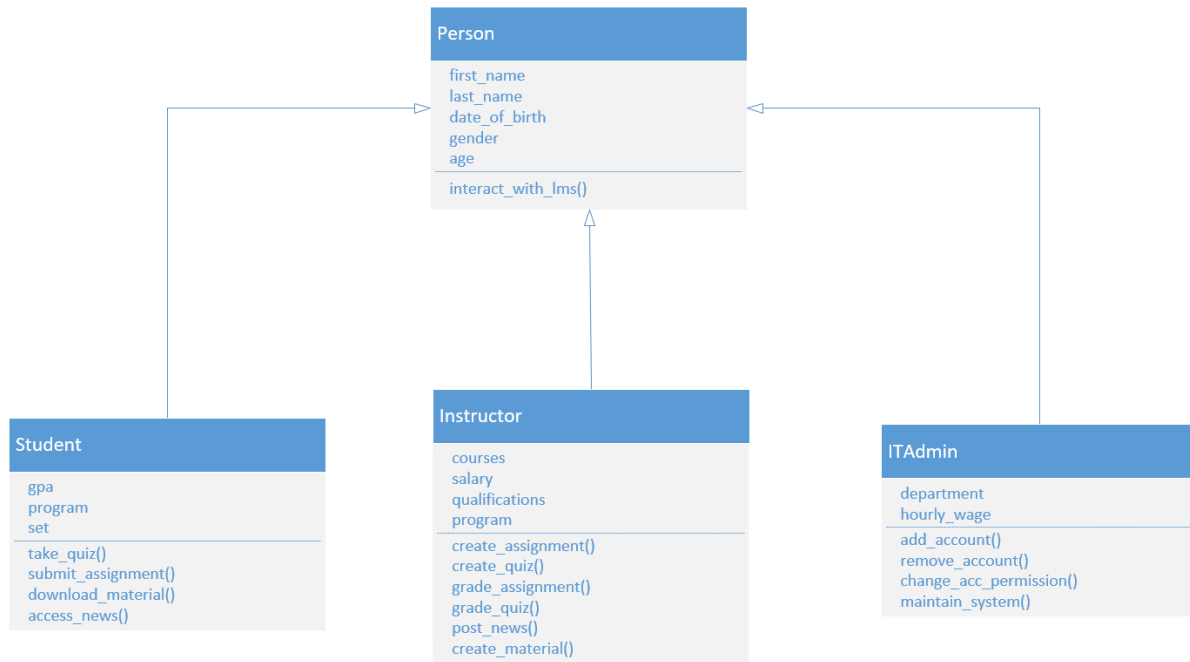 Person
first_name
last_name
date_of_birth
gender
age
interact_with_lms()
Student
gpa
program
set
take_quiz()
submit_assignment()
download_material()
access_news()
Instructor
courses
salary
qualifications
program
create_assignment()
create_quiz()
grade_assignment()
grade_quiz()
post_news()
create_material()
ITAdmin
department
hourly_wage
add_account()
remove_account()
change_acc_permission()
maintain_system()